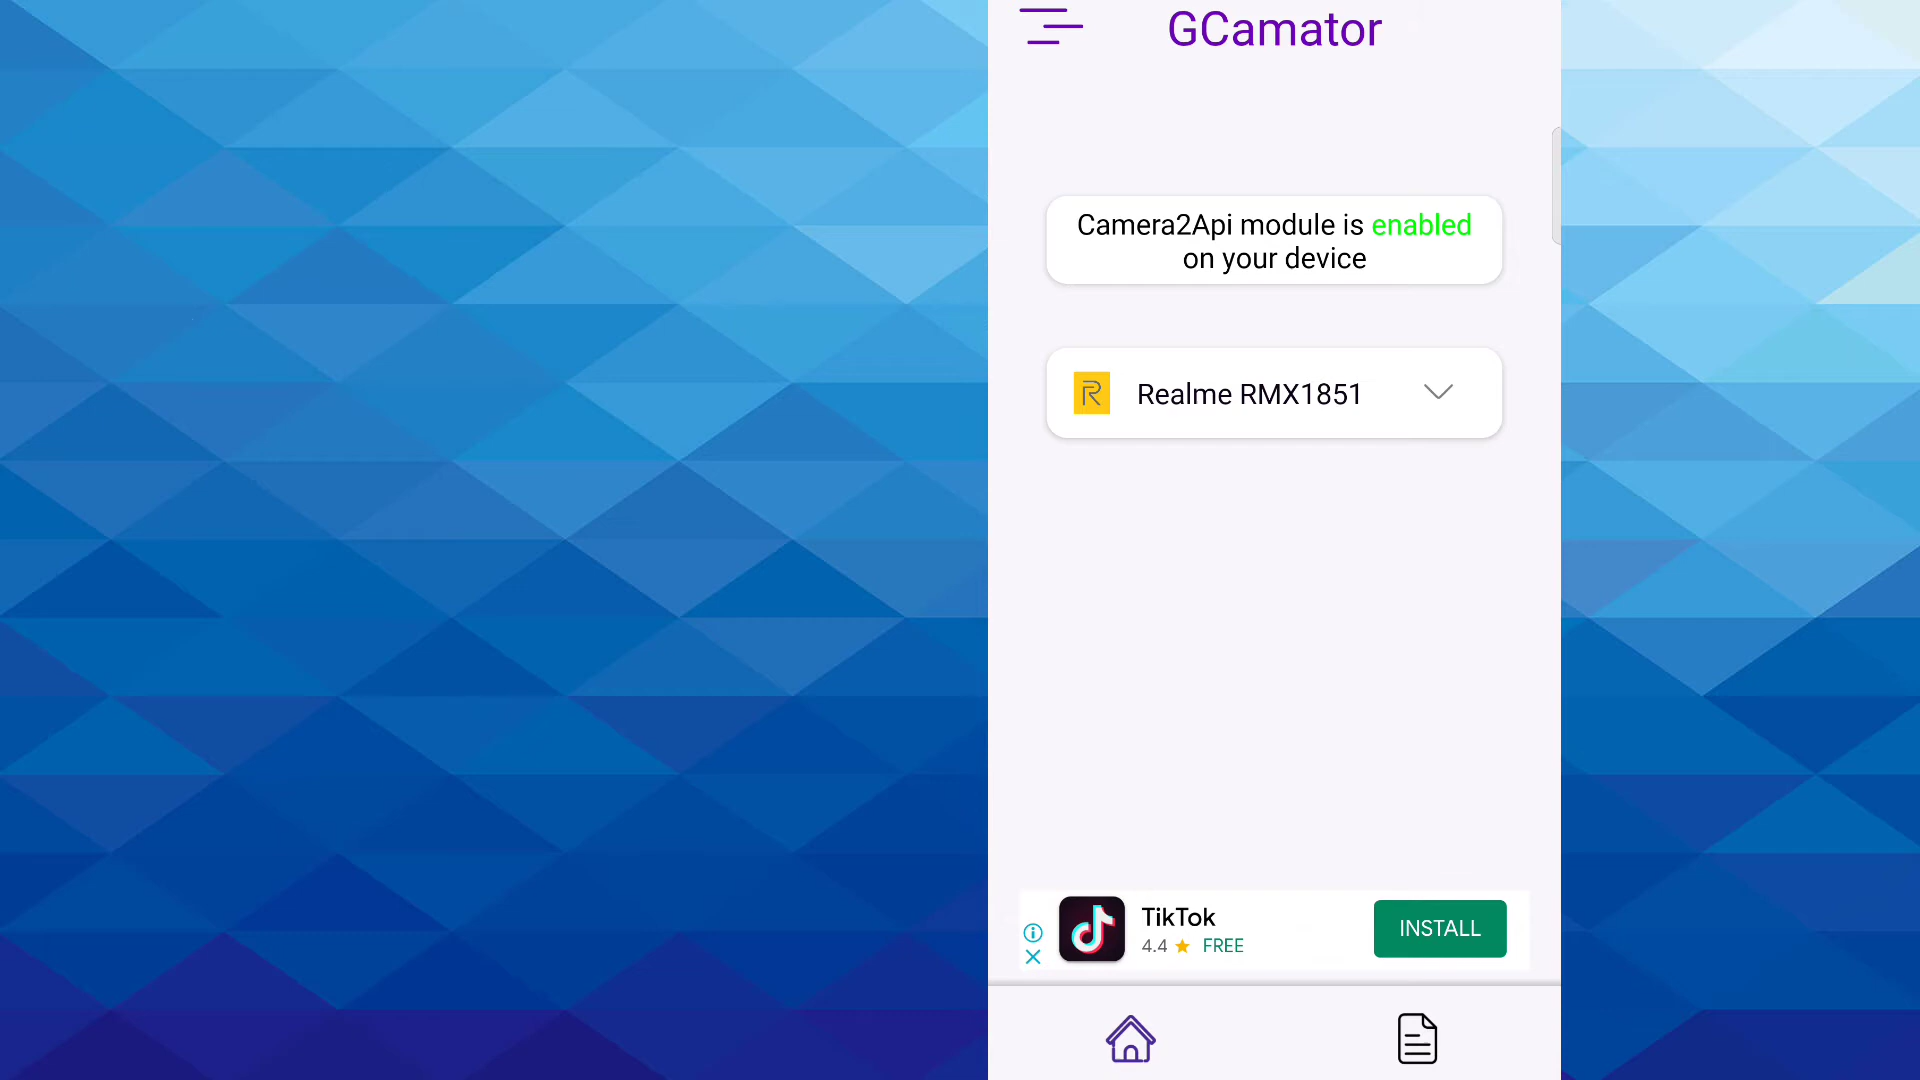 GCamator
Camera2Api module is enabled
on your device
Realme RMX1851
TikTok
4.4 ★ FREE
INSTALL